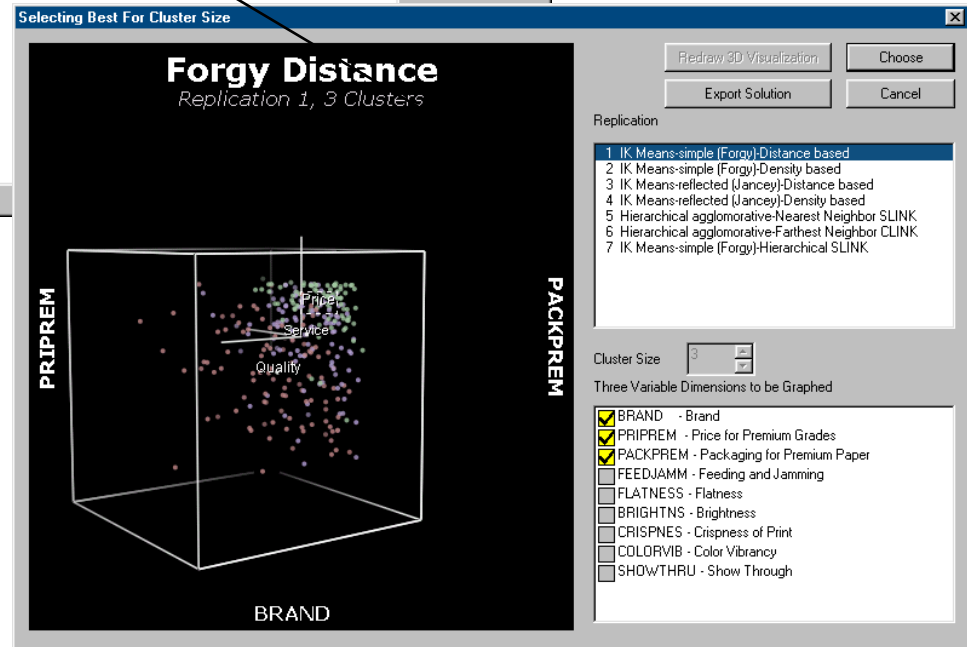 Selecting Best For Cluster Size
Forgy Distance
Replication 1, 3 Clusters
PRIPREM
PACKPREM
Price
Service
Quality
BRAND
Redraw 3D Visualization
Choose
Export Solution
Cancel
Replication
1 IK Means-simple (Forgy)-Distance based
2 IK Means-simple (Forgy)-Density based
3 IK Means-reflected (Jancey)-Distance based
4 IK Means-reflected (Jancey)-Density based
5 Hierarchical agglomorative-Nearest Neighbor SLINK
6 Hierarchical agglomorative-Farthest Neighbor CLINK
7 IK Means-simple (Forgy)-Hierarchical SLINK
Cluster Size 3
Three Variable Dimensions to be Graphed
BRAND - Brand
PRIPREM - Price for Premium Grades
PACKPREM - Packaging for Premium Paper
FEEDJAMM - Feeding and Jamming
FLATNESS - Flatness
BRIGHTNS - Brightness
CRISPNES - Crispness of Print
COLORVIB - Color Vibrancy
SHOWTHRU - Show Through